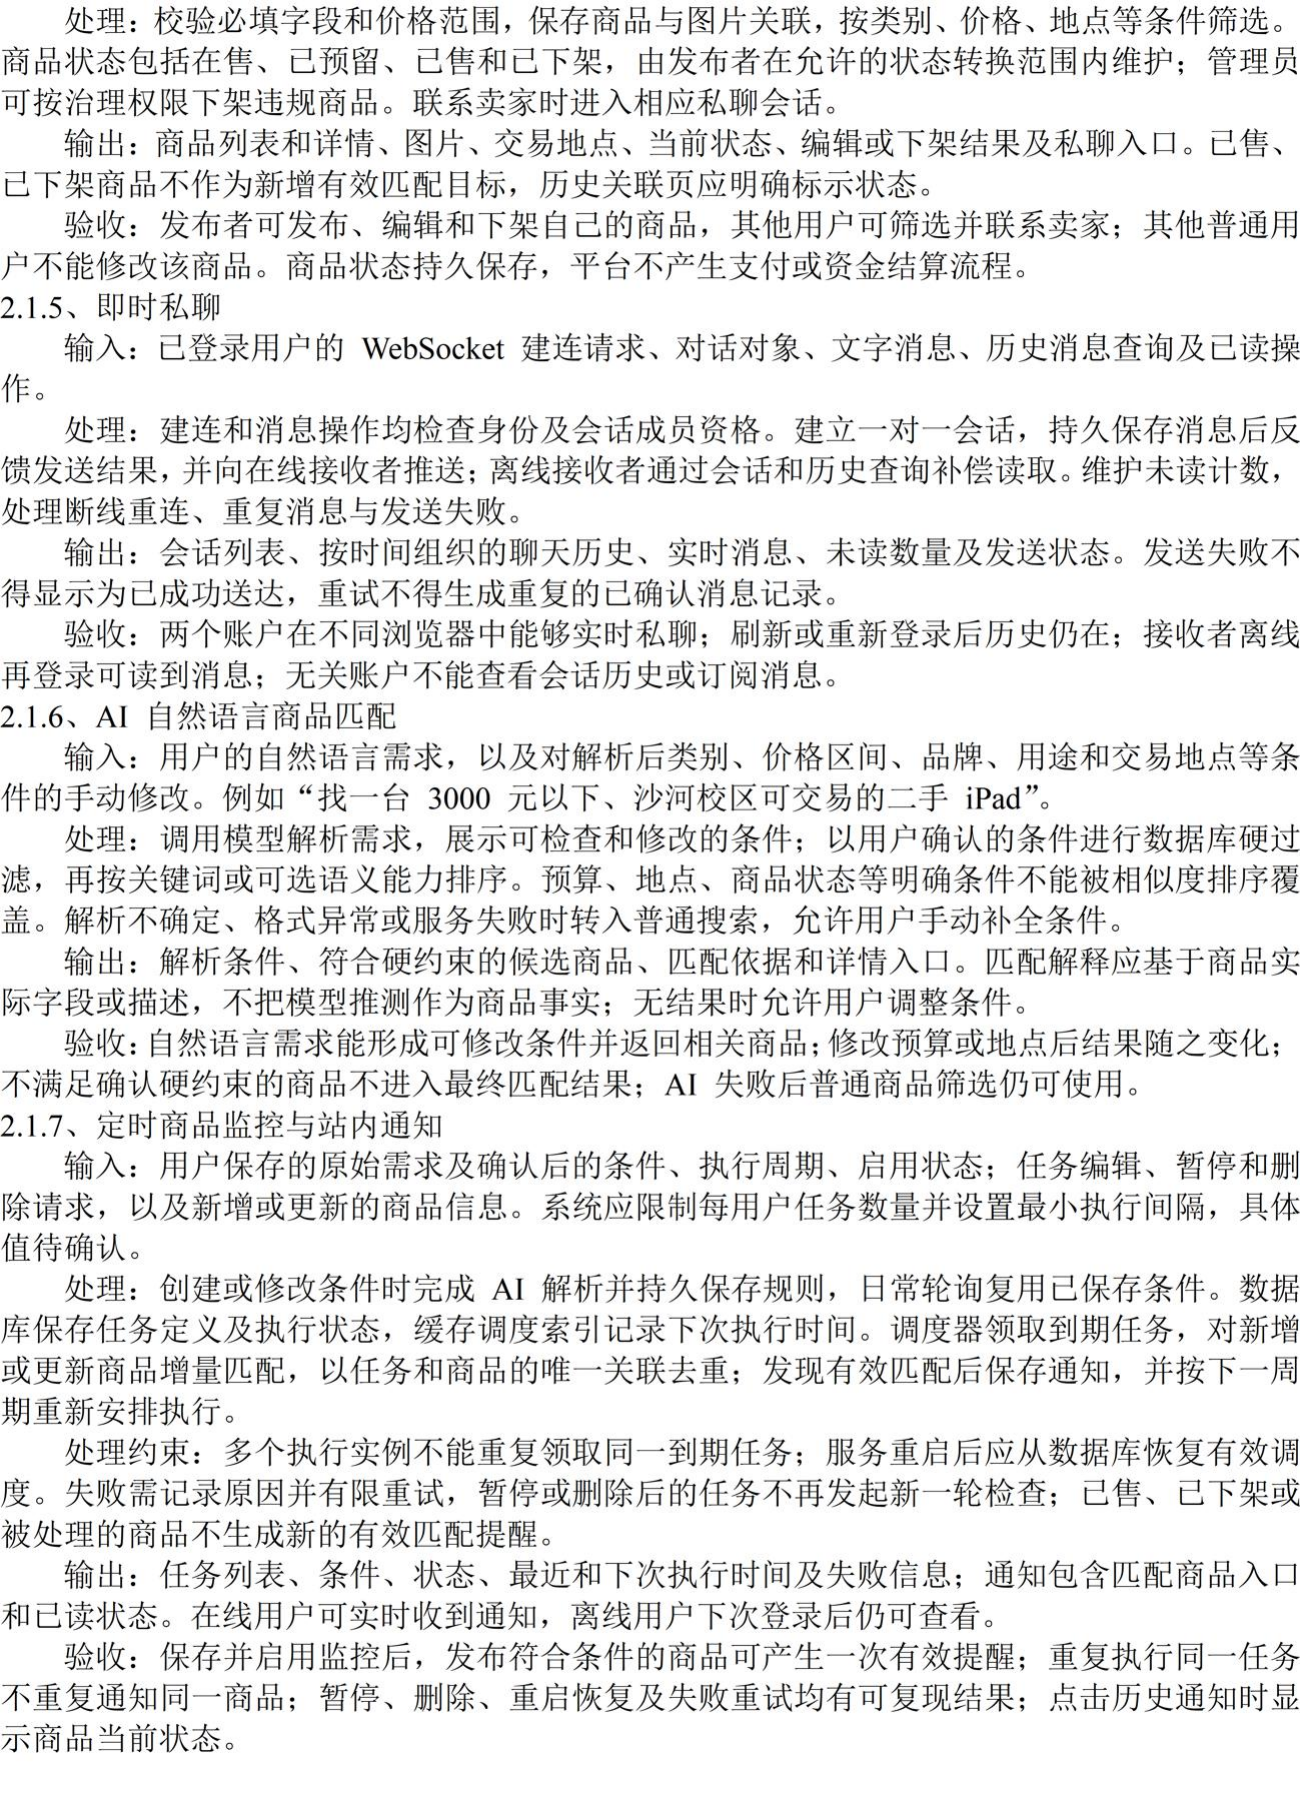 处理：校验必填字段和价格范围，保存商品与图片关联，按类别、价格、地点等条件筛选。
商品状态包括在售、已预留、已售和已下架，由发布者在允许的状态转换范围内维护；管理员
可按治理权限下架违规商品。联系卖家时进入相应私聊会话。
输出：商品列表和详情、图片、交易地点、当前状态、编辑或下架结果及私聊入口。已售、
已下架商品不作为新增有效匹配目标，历史关联页应明确标示状态。
验收：发布者可发布、编辑和下架自己的商品，其他用户可筛选并联系卖家；其他普通用
户不能修改该商品。商品状态持久保存，平台不产生支付或资金结算流程。
2.1.5、即时私聊
输入：已登录用户的 WebSocket 建连请求、对话对象、文字消息、历史消息查询及已读操
作。
处理：建连和消息操作均检查身份及会话成员资格。建立一对一会话，持久保存消息后反
馈发送结果，并向在线接收者推送；离线接收者通过会话和历史查询补偿读取。维护未读计数，
处理断线重连、重复消息与发送失败。
输出：会话列表、按时间组织的聊天历史、实时消息、未读数量及发送状态。发送失败不
得显示为已成功送达，重试不得生成重复的已确认消息记录。
验收：两个账户在不同浏览器中能够实时私聊；刷新或重新登录后历史仍在；接收者离线
再登录可读到消息；无关账户不能查看会话历史或订阅消息。
2.1.6、AI 自然语言商品匹配
输入：用户的自然语言需求，以及对解析后类别、价格区间、品牌、用途和交易地点等条
件的手动修改。例如“找一台 3000 元以下、沙河校区可交易的二手 iPad”。
处理：调用模型解析需求，展示可检查和修改的条件；以用户确认的条件进行数据库硬过
滤，再按关键词或可选语义能力排序。预算、地点、商品状态等明确条件不能被相似度排序覆
盖。解析不确定、格式异常或服务失败时转入普通搜索，允许用户手动补全条件。
输出：解析条件、符合硬约束的候选商品、匹配依据和详情入口。匹配解释应基于商品实
际字段或描述，不把模型推测作为商品事实；无结果时允许用户调整条件。
验收：自然语言需求能形成可修改条件并返回相关商品；修改预算或地点后结果随之变化；
不满足确认硬约束的商品不进入最终匹配结果；AI 失败后普通商品筛选仍可使用。
2.1.7、定时商品监控与站内通知
输入：用户保存的原始需求及确认后的条件、执行周期、启用状态；任务编辑、暂停和删
除请求，以及新增或更新的商品信息。系统应限制每用户任务数量并设置最小执行间隔，具体
值待确认。
处理：创建或修改条件时完成 AI 解析并持久保存规则，日常轮询复用已保存条件。数据
库保存任务定义及执行状态，缓存调度索引记录下次执行时间。调度器领取到期任务，对新增
或更新商品增量匹配，以任务和商品的唯一关联去重；发现有效匹配后保存通知，并按下一周
期重新安排执行。
处理约束：多个执行实例不能重复领取同一到期任务；服务重启后应从数据库恢复有效调
度。失败需记录原因并有限重试，暂停或删除后的任务不再发起新一轮检查；已售、已下架或
被处理的商品不生成新的有效匹配提醒。
输出：任务列表、条件、状态、最近和下次执行时间及失败信息；通知包含匹配商品入口
和已读状态。在线用户可实时收到通知，离线用户下次登录后仍可查看。
验收：保存并启用监控后，发布符合条件的商品可产生一次有效提醒；重复执行同一任务
不重复通知同一商品；暂停、删除、重启恢复及失败重试均有可复现结果；点击历史通知时显
示商品当前状态。